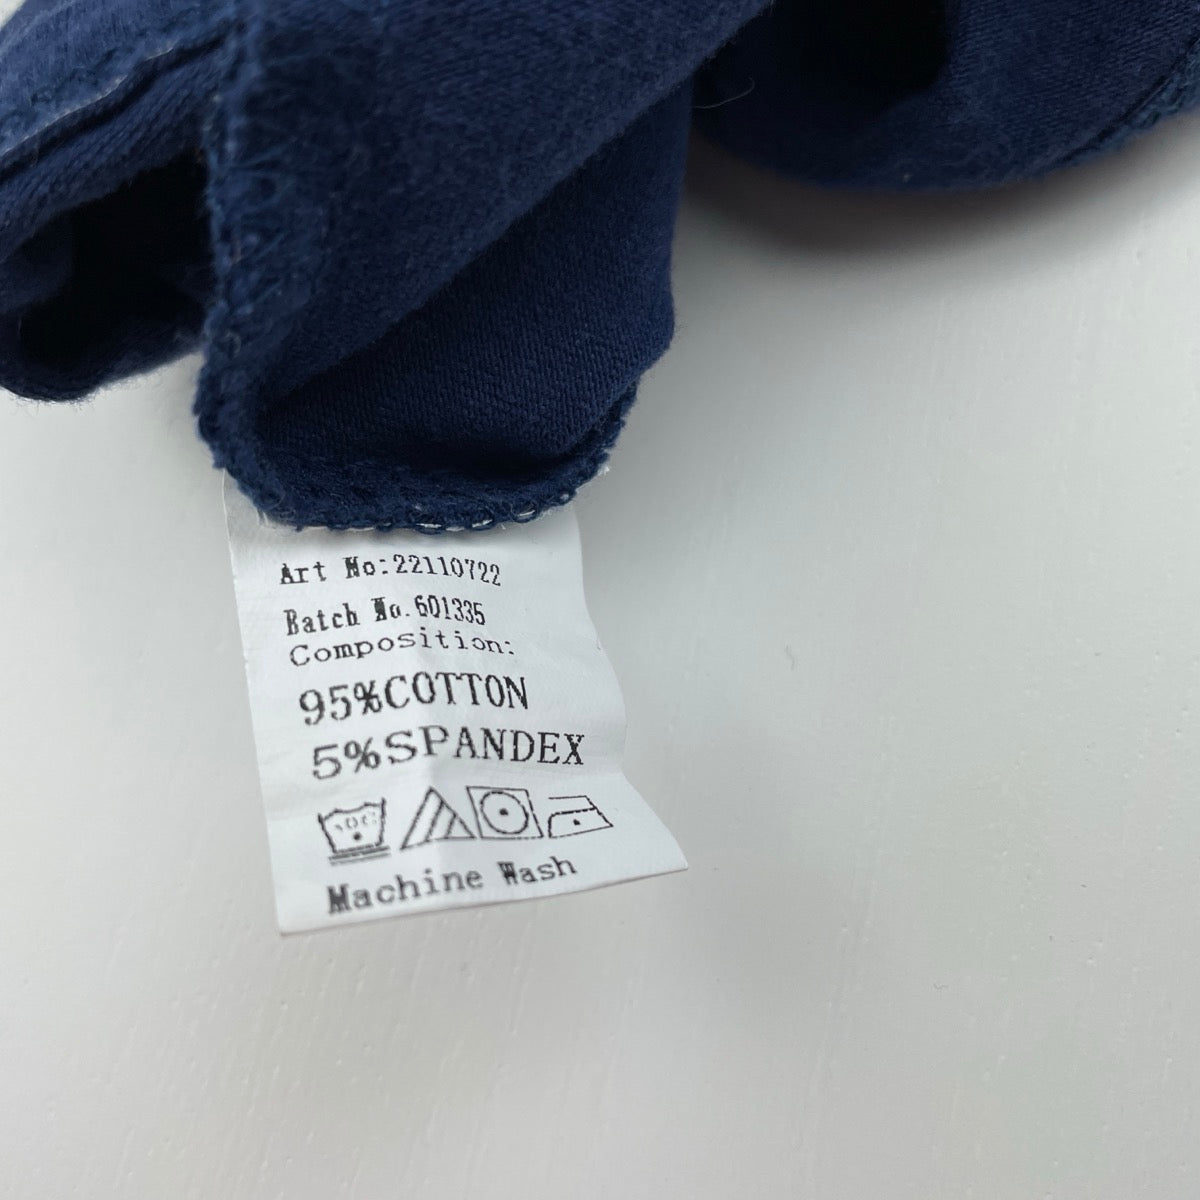 Art No:22110722
Batch No.601335
Composition:
95%COTTON
5%SPANDEX
Machine Wash